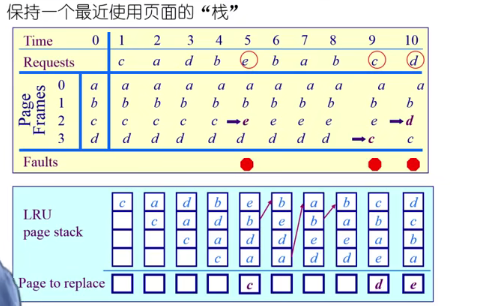 保持一个最近使用页面的“栈”
Time 0 1 2 3 4 5 6 7 8 9 10
Requests c a d b e b a b c d
Page Frames
0 a a a a a a a a a a a
1 b b b b b b b b b b b
2 c c c c c e e e e e d
3 d d d d d d d d d c c
Faults
LRU
page stack
c a d b e b a b c d
c a d b e b a b c
c a d d e e a b
c a a d d e a
Page to replace c d e